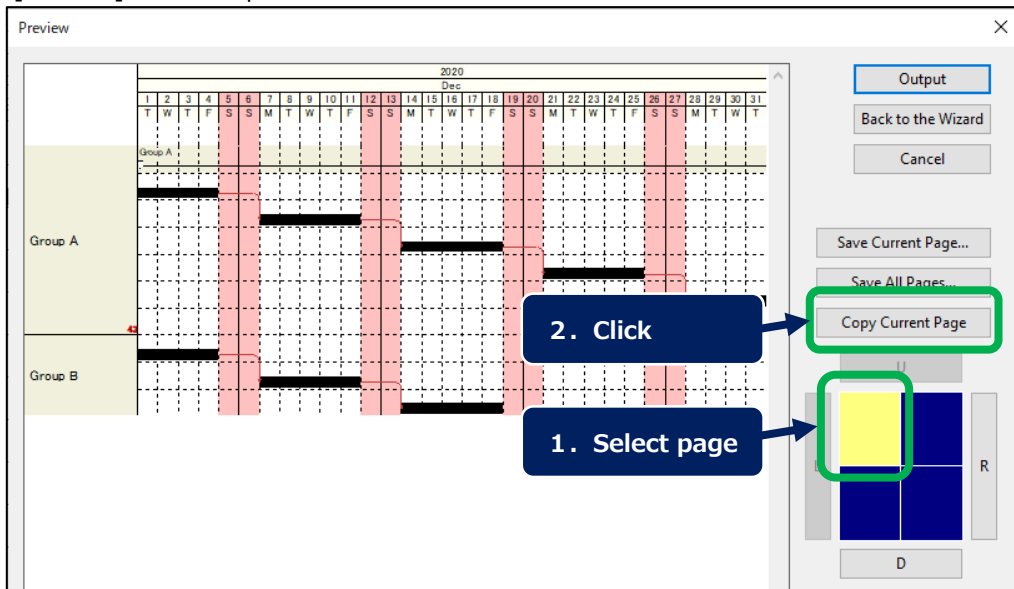 Preview
2020
Dec
1 2 3 4 5 6 7 8 9 10 11 12 13 14 15 16 17 18 19 20 21 22 23 24 25 26 27 28 29 30 31
T W T F S S M T W T F S S M T W T F S S M T W T F S S M T W T
Group A
Group A
43
Group B
Output
Back to the Wizard
Cancel
Save Current Page...
Save All Pages...
2. Click
Copy Current Page
U
1. Select page
R
D